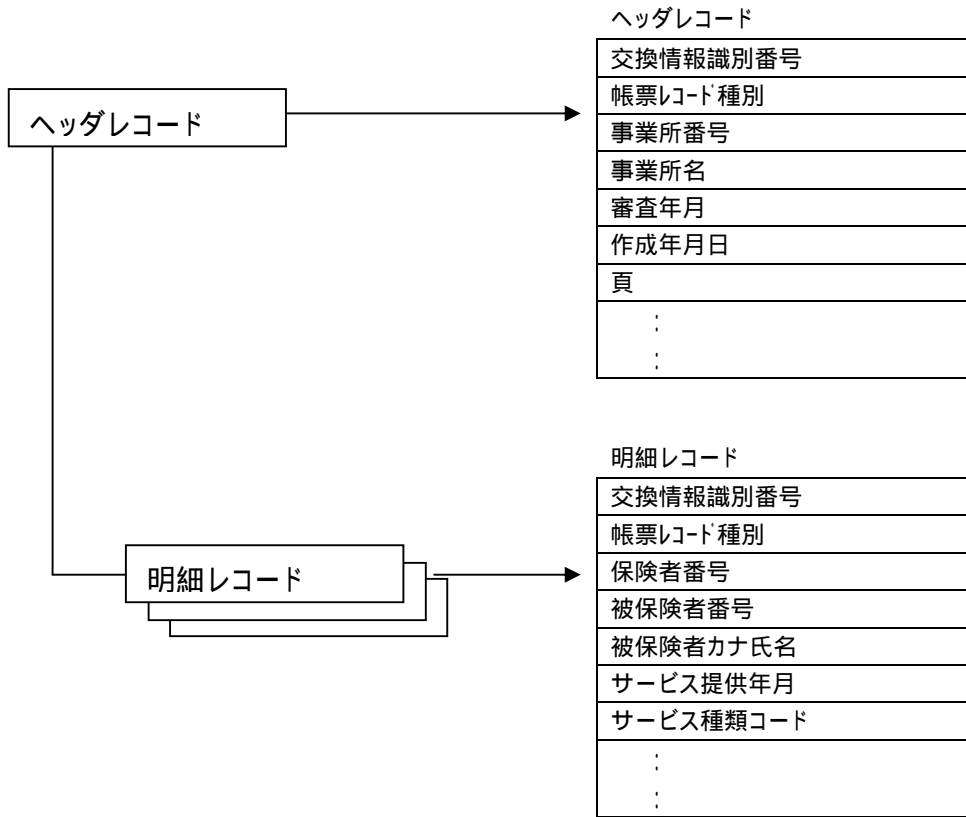 ヘッダレコード
ヘッダレコード
交換情報識別番号
帳票ﾚｺｰﾄﾞ種別
事業所番号
事業所名
審査年月
作成年月日
頁
:
:
明細レコード
明細レコード
交換情報識別番号
帳票ﾚｺｰﾄﾞ種別
保険者番号
被保険者番号
被保険者カナ氏名
サービス提供年月
サービス種類コード
:
: